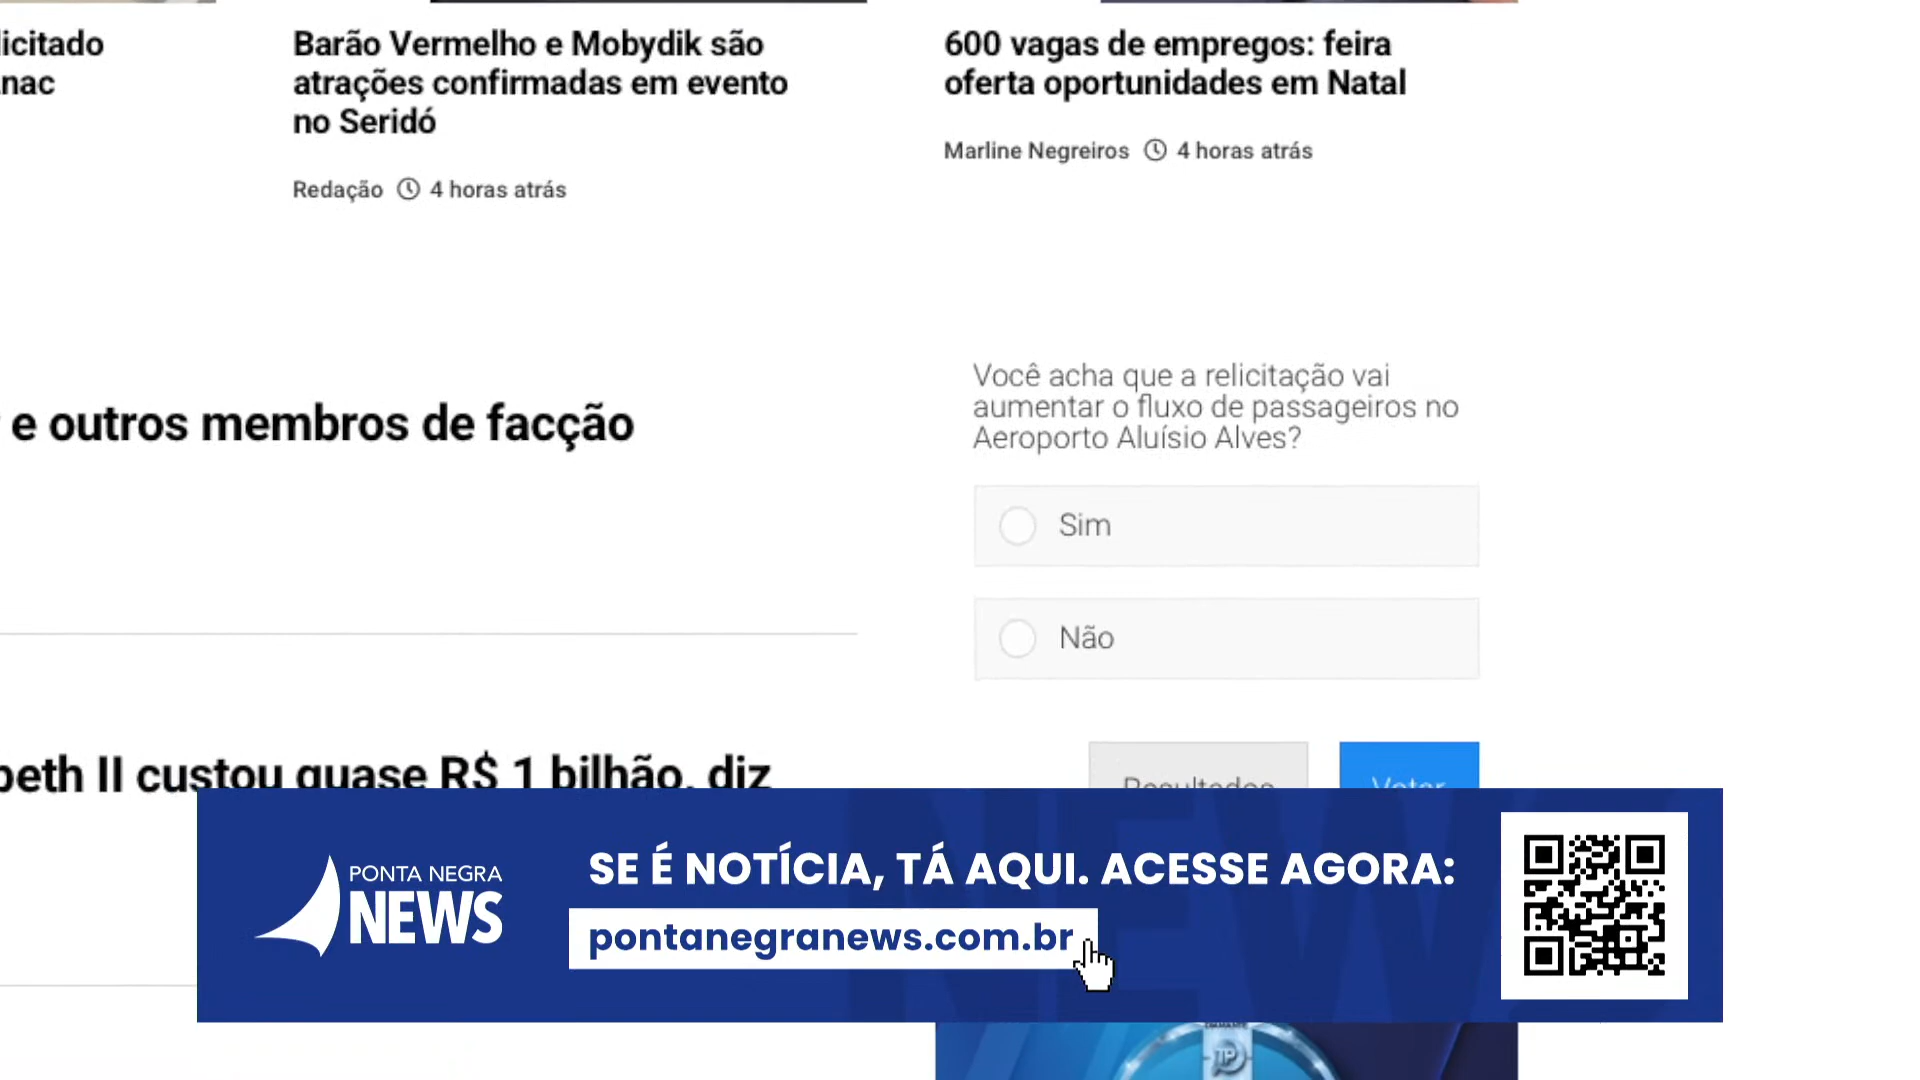 licitado
nac
Barão Vermelho e Mobydik são
atrações confirmadas em evento
no Seridó
Redação 4 horas atrás
600 vagas de empregos: feira
oferta oportunidades em Natal
Marline Negreiros 4 horas atrás
e outros membros de facção
Você acha que a relicitação vai
aumentar o fluxo de passageiros no
Aeroporto Aluísio Alves?
Sim
Não
Resultados Votar
beth II custou quase R$ 1 bilhão, diz
PONTA NEGRA
NEWS
SE É NOTÍCIA, TÁ AQUI. ACESSE AGORA:
pontanegranews.com.br